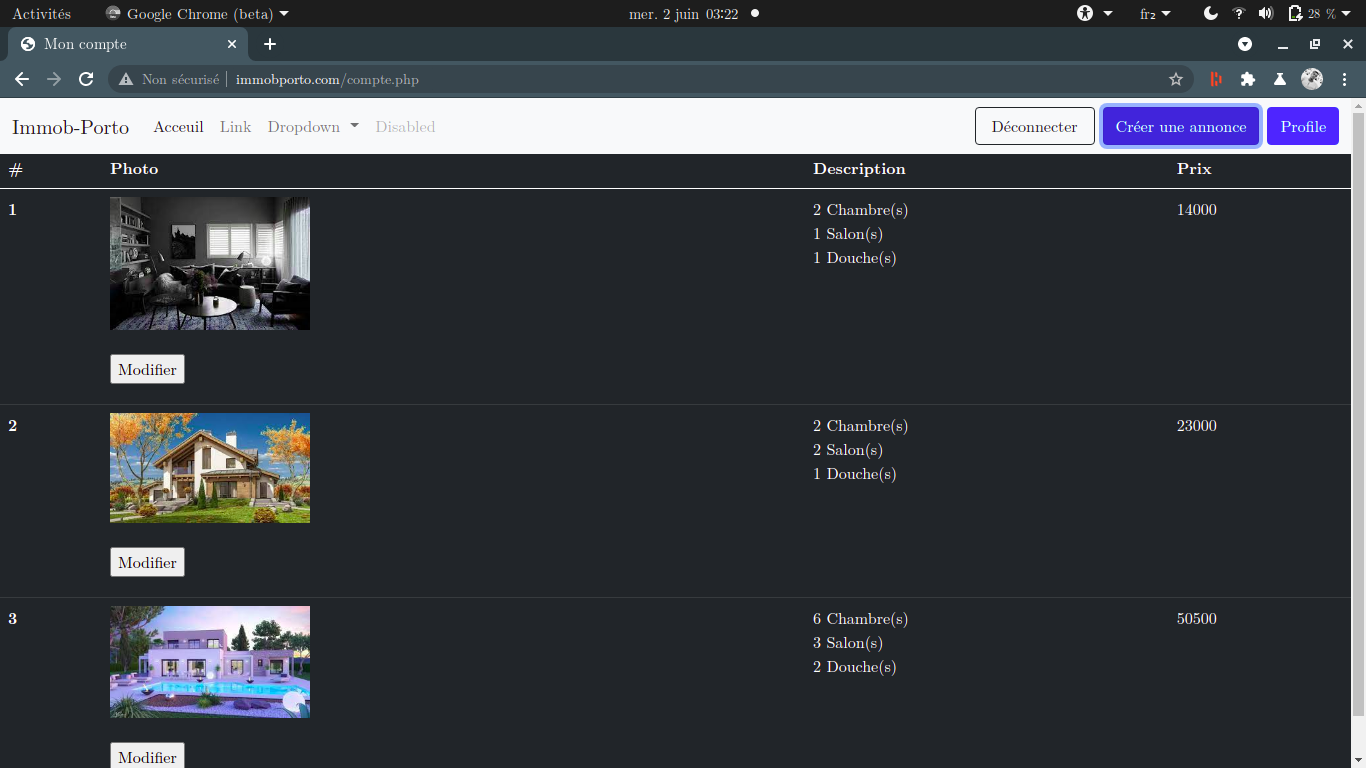 Activités Google Chrome (beta) mer. 2 juin 03:22 fr₂ 28 %
Mon compte
Non sécurisé immobporto.com/compte.php
Immob-Porto Acceuil Link Dropdown Disabled Déconnecter Créer une annonce Profile
# Photo Description Prix
1 2 Chambre(s) 14000
1 Salon(s)
1 Douche(s)
Modifier
2 2 Chambre(s) 23000
2 Salon(s)
1 Douche(s)
Modifier
3 6 Chambre(s) 50500
3 Salon(s)
2 Douche(s)
Modifier